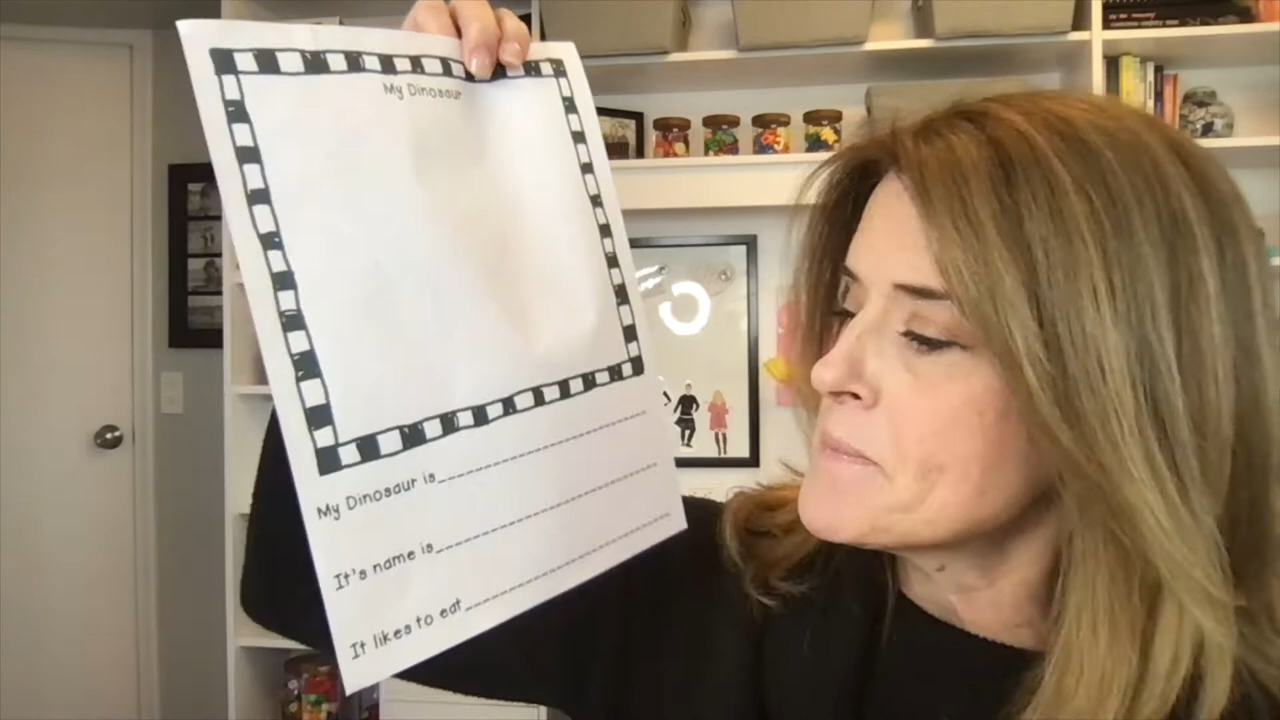 My Dinosaur
My Dinosaur is
It's name is
It likes to eat